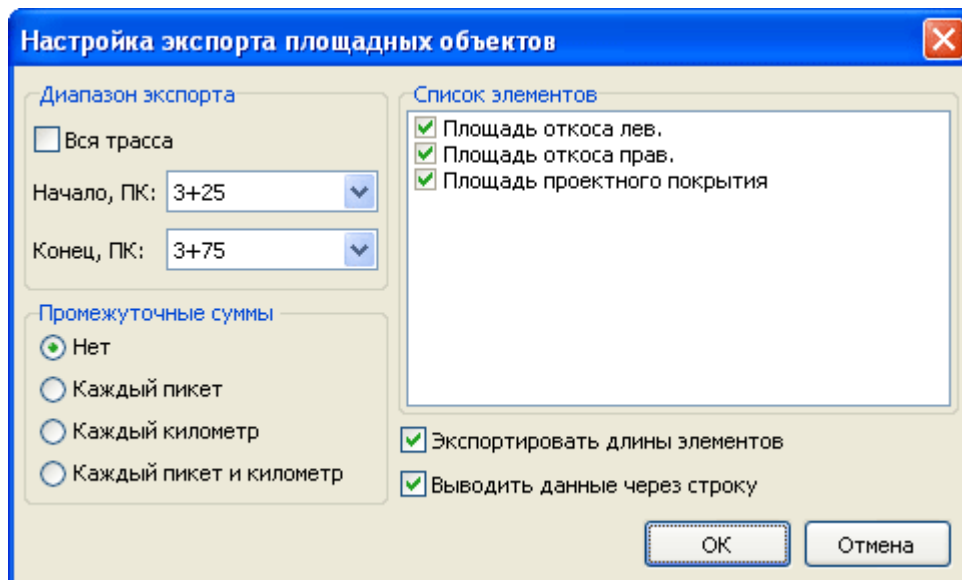 Настройка экспорта площадных объектов
Диапазон экспорта
Вся трасса
Начало, ПК: 3+25
Конец, ПК: 3+75
Промежуточные суммы
Нет
Каждый пикет
Каждый километр
Каждый пикет и километр
Список элементов
Площадь откоса лев.
Площадь откоса прав.
Площадь проектного покрытия
Экспортировать длины элементов
Выводить данные через строку
OK
Отмена